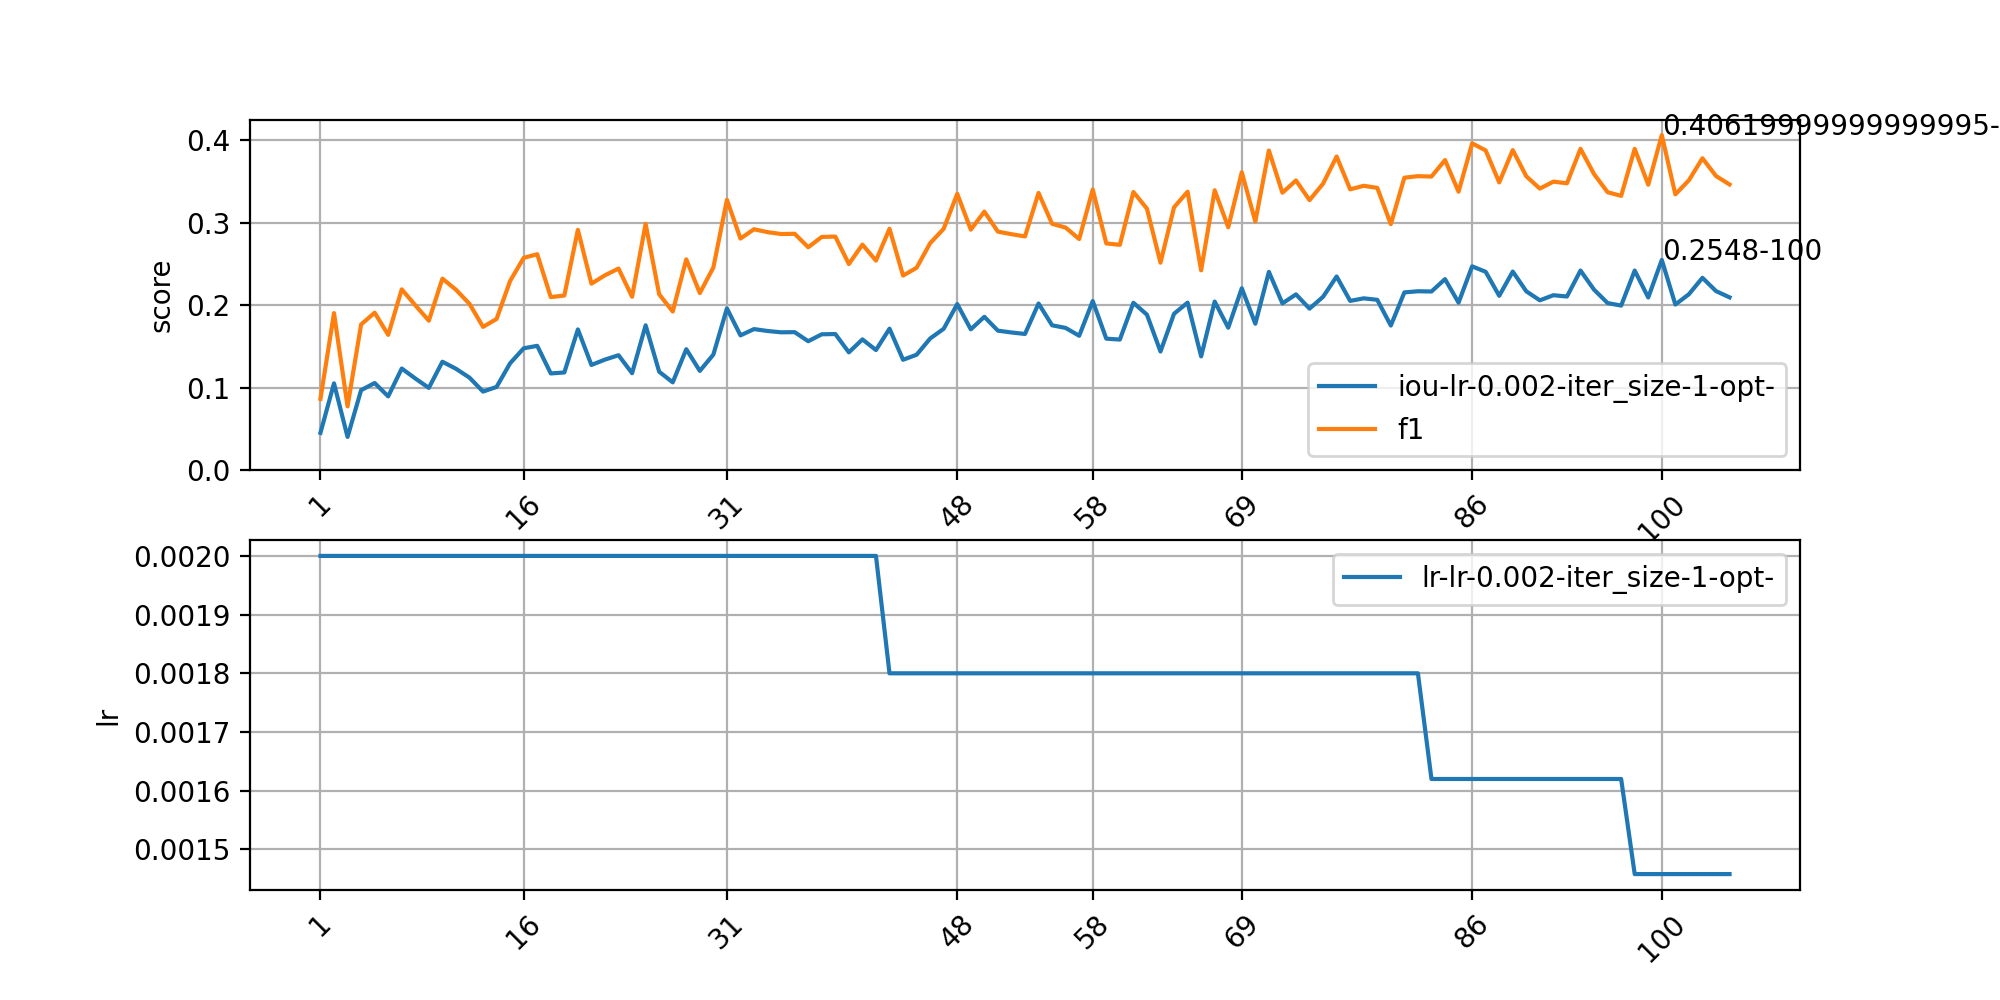 0.40619999999999995-
0.4
0.3
0.2548-100
0.2
0.1
0.0
score
iou-lr-0.002-iter_size-1-opt-
f1
1 16 31 48 58 69 86 100
0.0020
0.0019
0.0018
0.0017
0.0016
0.0015
lr
lr-lr-0.002-iter_size-1-opt-
1 16 31 48 58 69 86 100